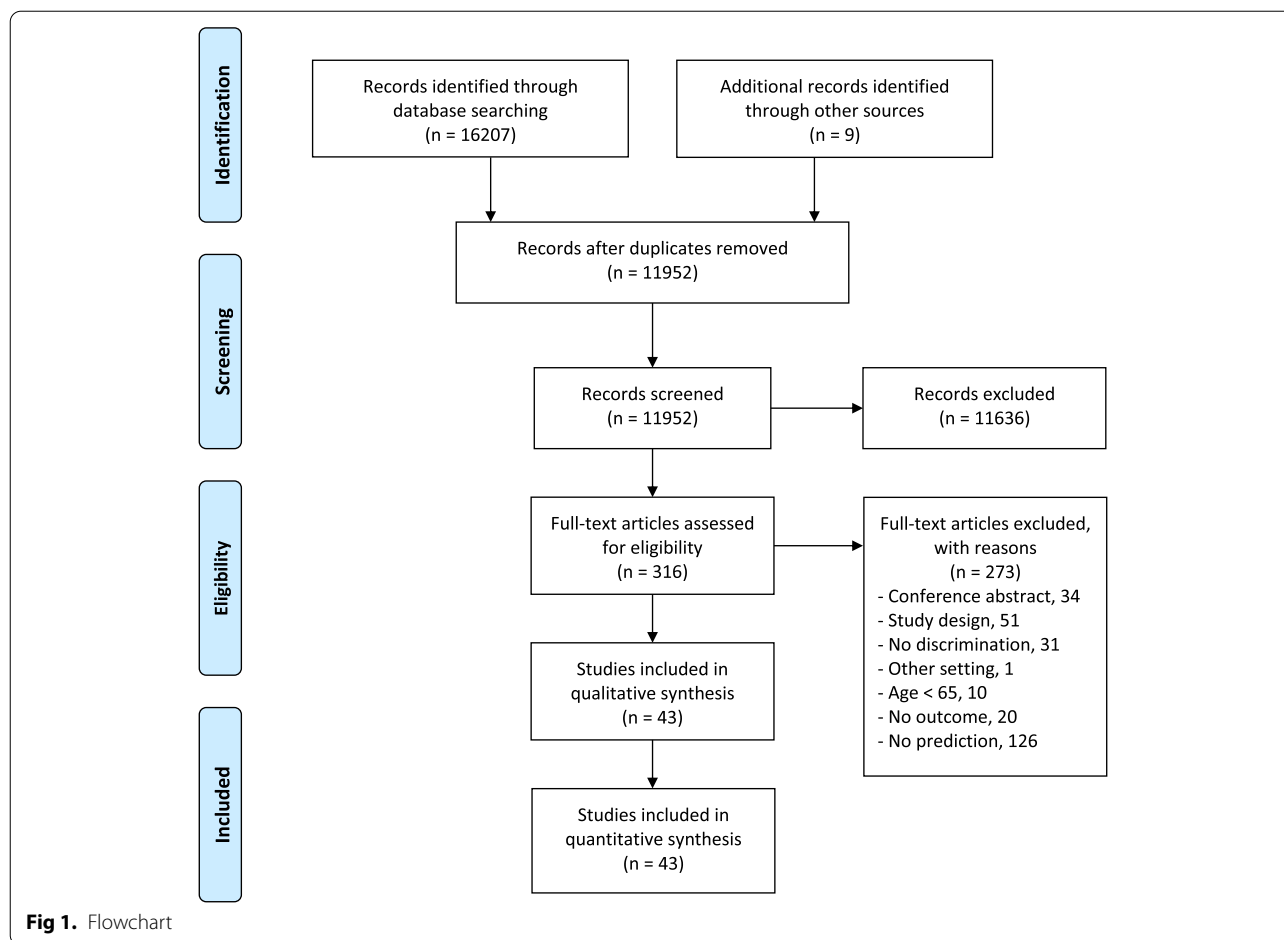 Identification
Records identified through
database searching
(n = 16207)
Additional records identified
through other sources
(n = 9)
Records after duplicates removed
(n = 11952)
Screening
Records screened
(n = 11952)
Records excluded
(n = 11636)
Eligibility
Full-text articles assessed
for eligibility
(n = 316)
Full-text articles excluded,
with reasons
(n = 273)
- Conference abstract, 34
- Study design, 51
- No discrimination, 31
- Other setting, 1
- Age < 65, 10
- No outcome, 20
- No prediction, 126
Studies included in
qualitative synthesis
(n = 43)
Included
Studies included in
quantitative synthesis
(n = 43)
Fig 1. Flowchart